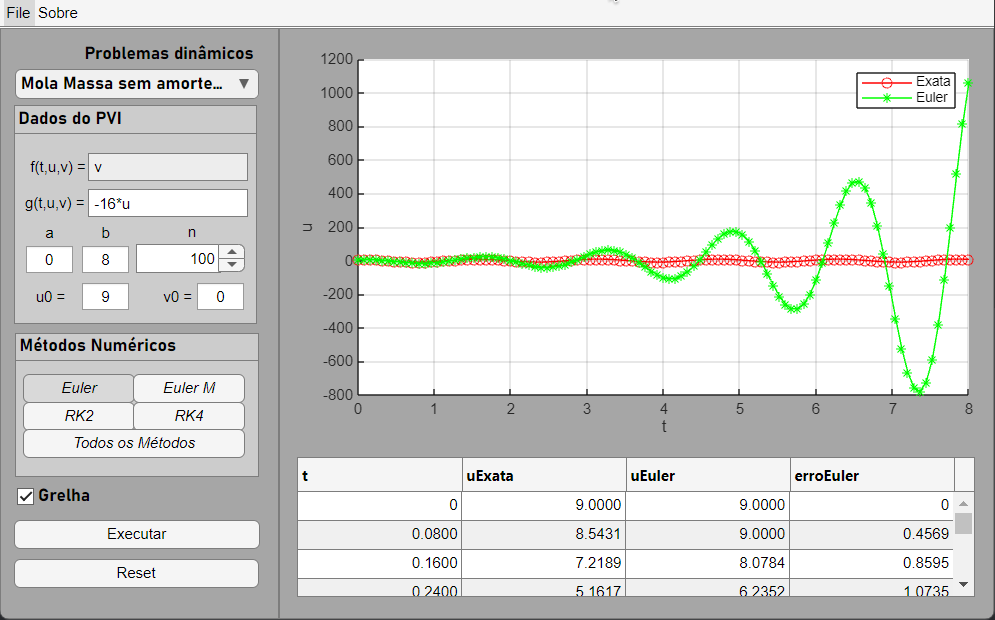 File Sobre
Problemas dinâmicos
Mola Massa sem amorte...
Dados do PVI
f(t,u,v) = v
g(t,u,v) = -16*u
a b n
0 8 100
u0 = 9 v0 = 0
Métodos Numéricos
Euler Euler M
RK2 RK4
Todos os Métodos
Grelha
Executar
Reset
1200
1000
800
600
400
200
0
-200
-400
-600
-800
u
0 1 2 3 4 5 6 7 8
t
Exata
Euler
t uExata uEuler erroEuler
0 9.0000 9.0000 0
0.0800 8.5431 9.0000 0.4569
0.1600 7.2189 8.0784 0.8595
0.2400 5.1617 6.2352 1.0735